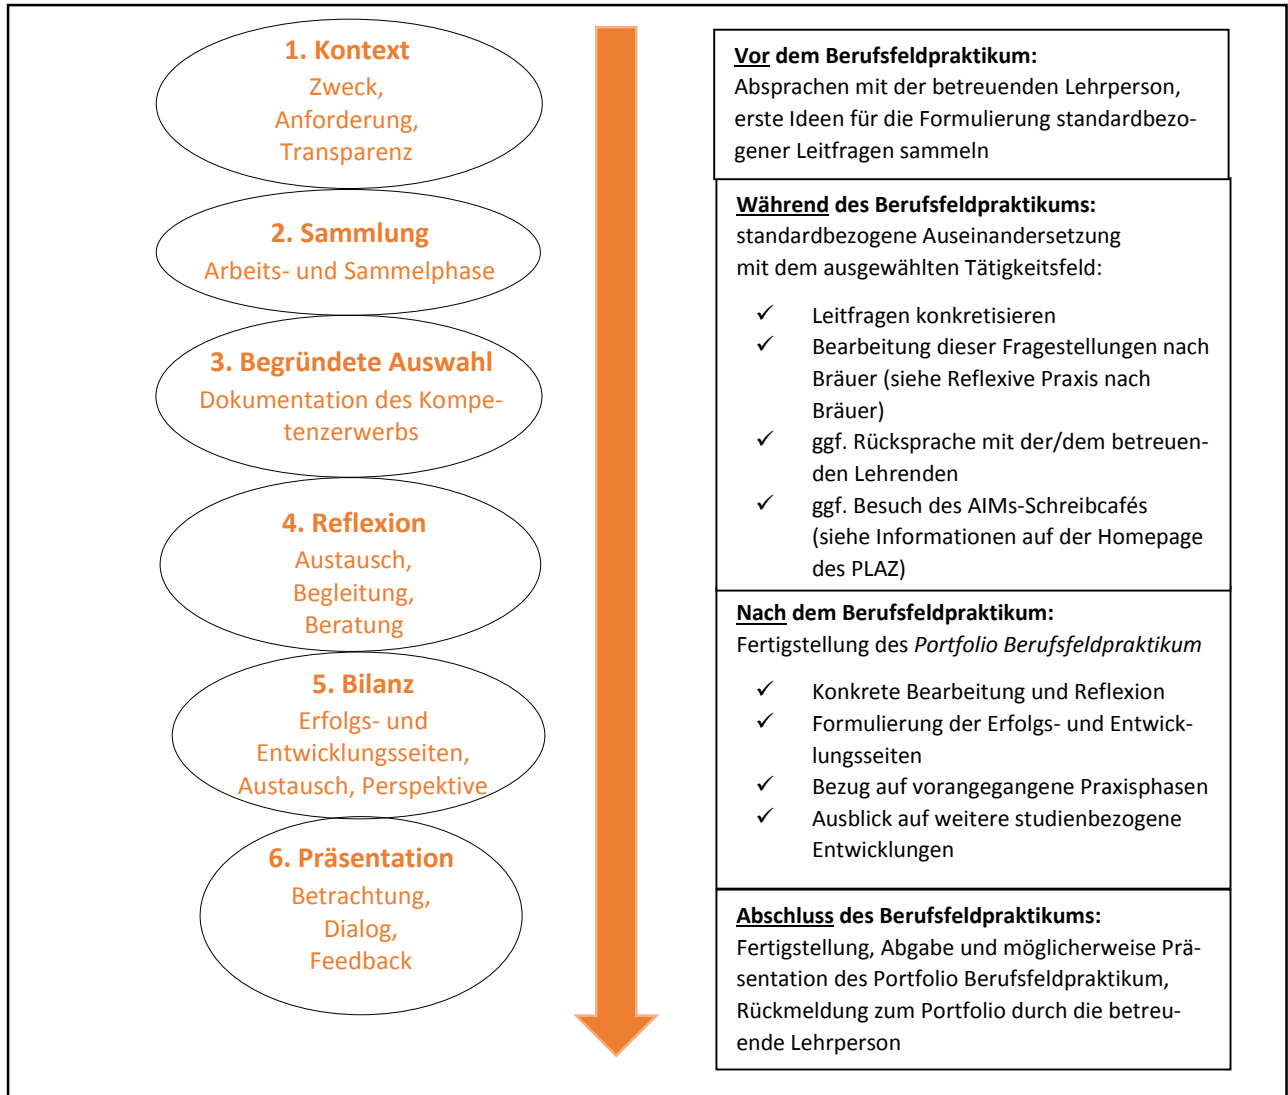 1. Kontext
Zweck,
Anforderung,
Transparenz
2. Sammlung
Arbeits- und Sammelphase
3. Begründete Auswahl
Dokumentation des Kompe-
tenzerwerbs
4. Reflexion
Austausch,
Begleitung,
Beratung
5. Bilanz
Erfolgs- und
Entwicklungsseiten,
Austausch, Perspektive
6. Präsentation
Betrachtung,
Dialog,
Feedback
Vor dem Berufsfeldpraktikum:
Absprachen mit der betreuenden Lehrperson,
erste Ideen für die Formulierung standardbezo-
gener Leitfragen sammeln
Während des Berufsfeldpraktikums:
standardbezogene Auseinandersetzung
mit dem ausgewählten Tätigkeitsfeld:
✓ Leitfragen konkretisieren
✓ Bearbeitung dieser Fragestellungen nach
Bräuer (siehe Reflexive Praxis nach
Bräuer)
✓ ggf. Rücksprache mit der/dem betreuen-
den Lehrenden
✓ ggf. Besuch des AIMs-Schreibcafés
(siehe Informationen auf der Homepage
des PLAZ)
Nach dem Berufsfeldpraktikum:
Fertigstellung des Portfolio Berufsfeldpraktikum
✓ Konkrete Bearbeitung und Reflexion
✓ Formulierung der Erfolgs- und Entwick-
lungsseiten
✓ Bezug auf vorangegangene Praxisphasen
✓ Ausblick auf weitere studienbezogene
Entwicklungen
Abschluss des Berufsfeldpraktikums:
Fertigstellung, Abgabe und möglicherweise Prä-
sentation des Portfolio Berufsfeldpraktikum,
Rückmeldung zum Portfolio durch die betreu-
ende Lehrperson